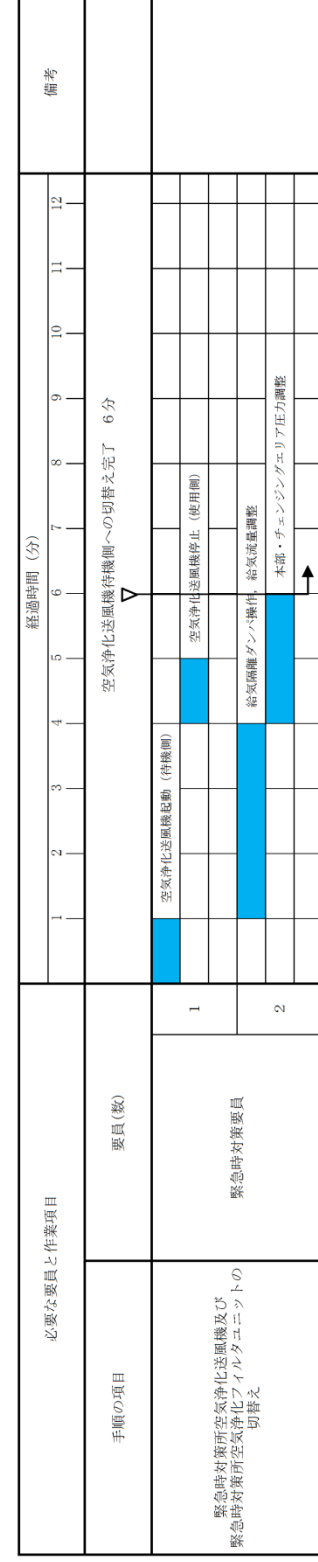 必要な要員と作業項目
経過時間（分）
備考
1
2
3
4
5
6
7
8
9
10
11
12
手順の項目
要員(数)
空気浄化送風機待機側への切替え完了　6分
緊急時対策所空気浄化送風機及び
緊急時対策所空気浄化フィルタユニットの
切替え
緊急時対策要員
1
空気浄化送風機起動（待機側）
空気浄化送風機停止（使用側）
2
給気隔離ダンパ操作，給気流量調整
本部・チェンジングエリア圧力調整